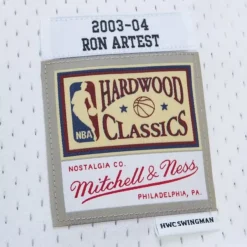 2003-04
RON ARTEST
HARDWOOD
NBA
CLASSICS
NOSTALGIA CO.
Mitchell & Ness
PHILADELPHIA, PA.
HWC SWINGMAN